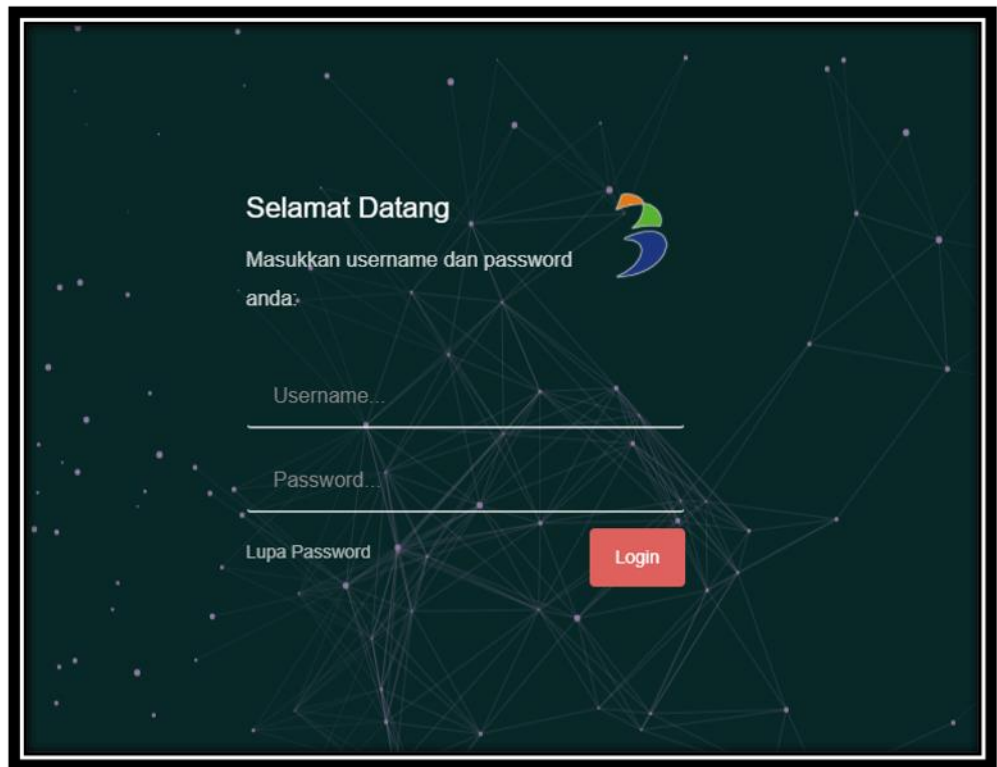 Selamat Datang
Masukkan username dan password
anda:
Username...
Password...
Lupa Password
Login